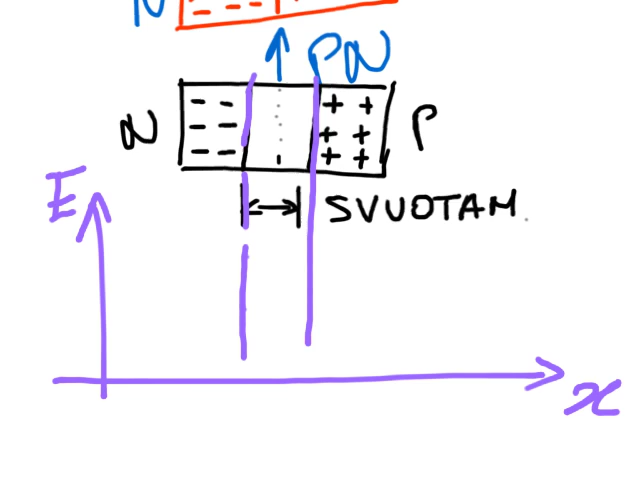 N
PN
N
- -
- -
- -
+ +
+ +
+ +
P
SVUOTAM.
E
x